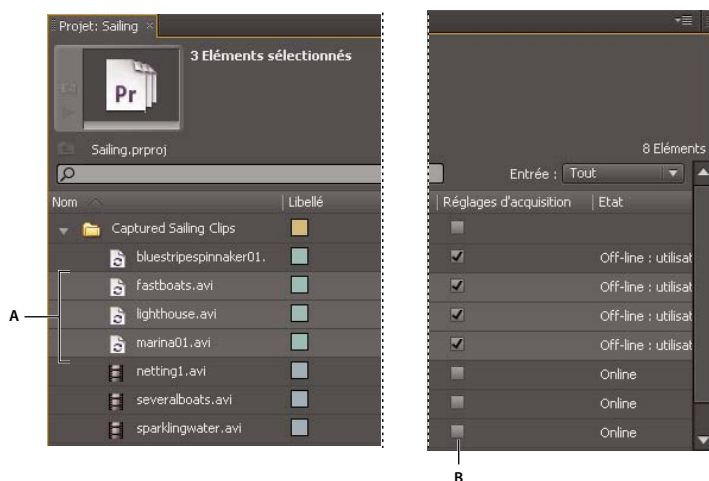 Projet: Sailing ×
3 Eléments sélectionnés
Pr
Sailing.prproj
8 Eléments
Entrée : Tout
Nom Libellé Réglages d'acquisition Etat
Captured Sailing Clips
bluestripespinnaker01. Off-line : utilisat
fastboats.avi Off-line : utilisat
A
lighthouse.avi Off-line : utilisat
marina01.avi Off-line : utilisat
netting1.avi Online
severalboats.avi Online
sparklingwater.avi Online
B